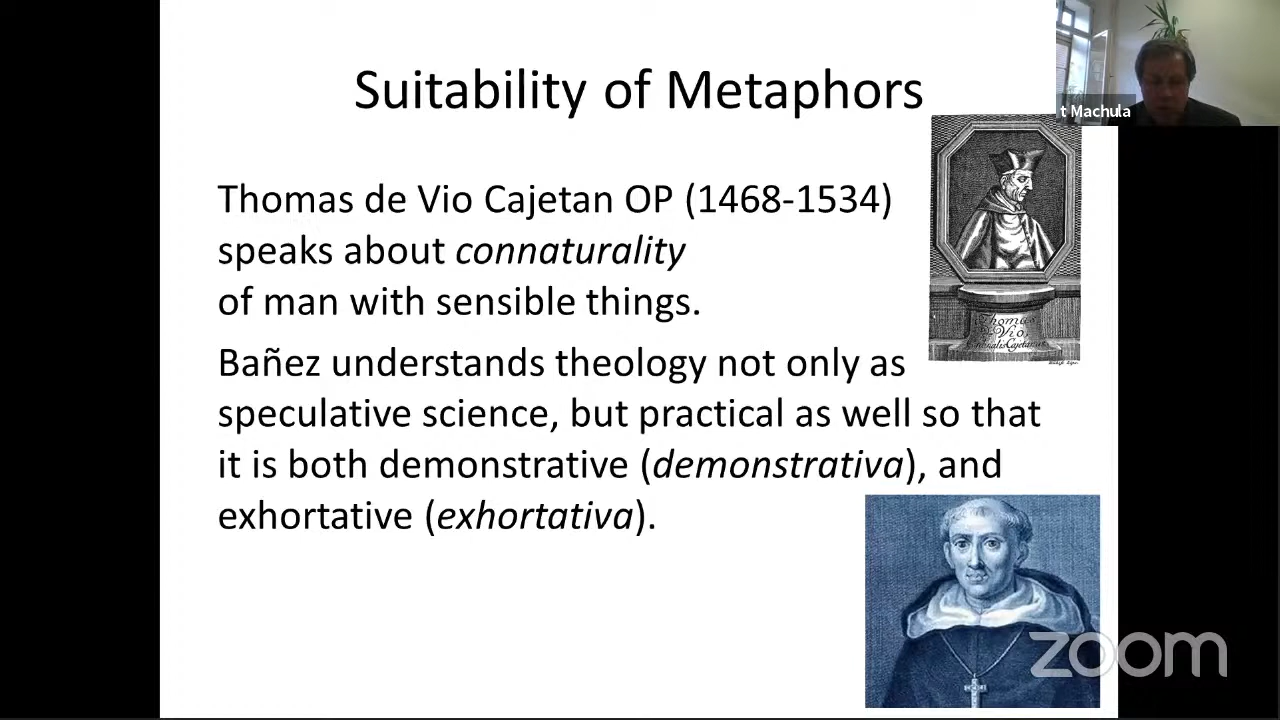 Suitability of Metaphors
t Machula
Thomas de Vio Cajetan OP (1468-1534)
speaks about connaturality
of man with sensible things.
Thomas
Vio,
Bañez understands theology not only as
speculative science, but practical as well so that
it is both demonstrative (demonstrativa), and
exhortative (exhortativa).
zoom